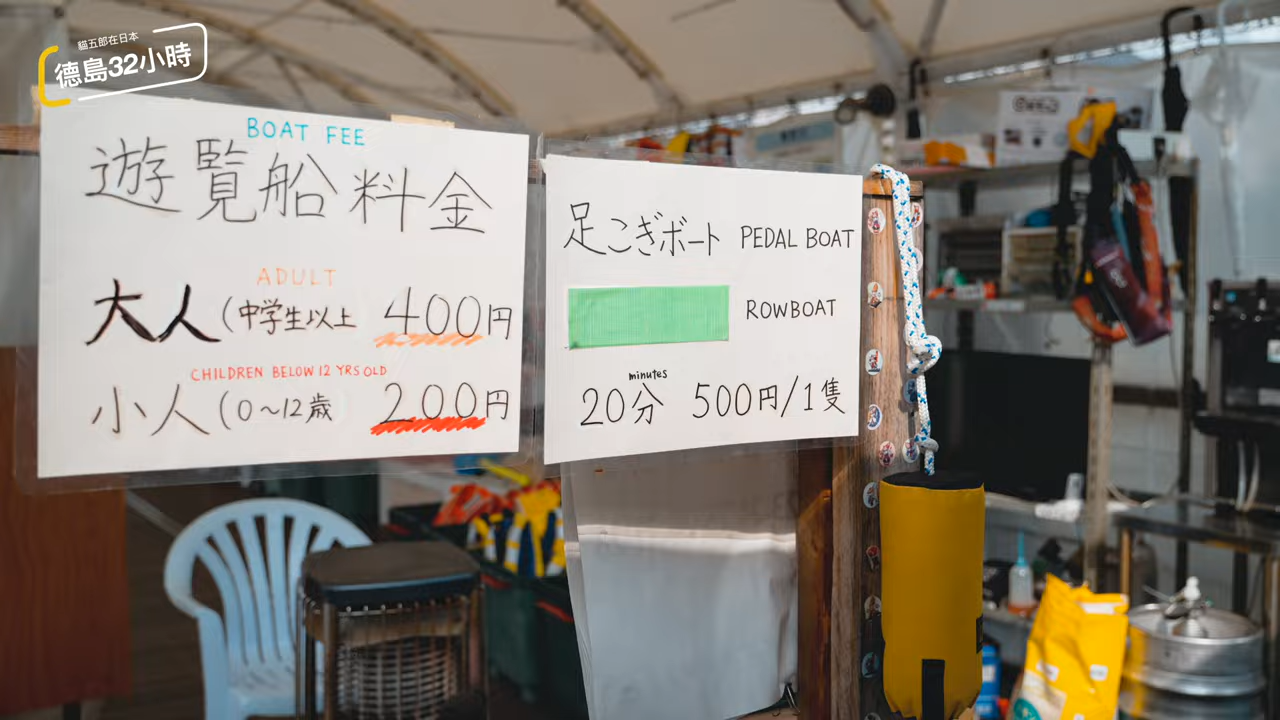 貓五郎在日本
德島32小時
BOAT FEE
遊覧船料金
ADULT
大人(中学生以上 400円
CHILDREN BELOW 12 YRS OLD
小人(0~12歳 200円
足こぎボート PEDAL BOAT
ROWBOAT
minutes
20分 500円/1隻